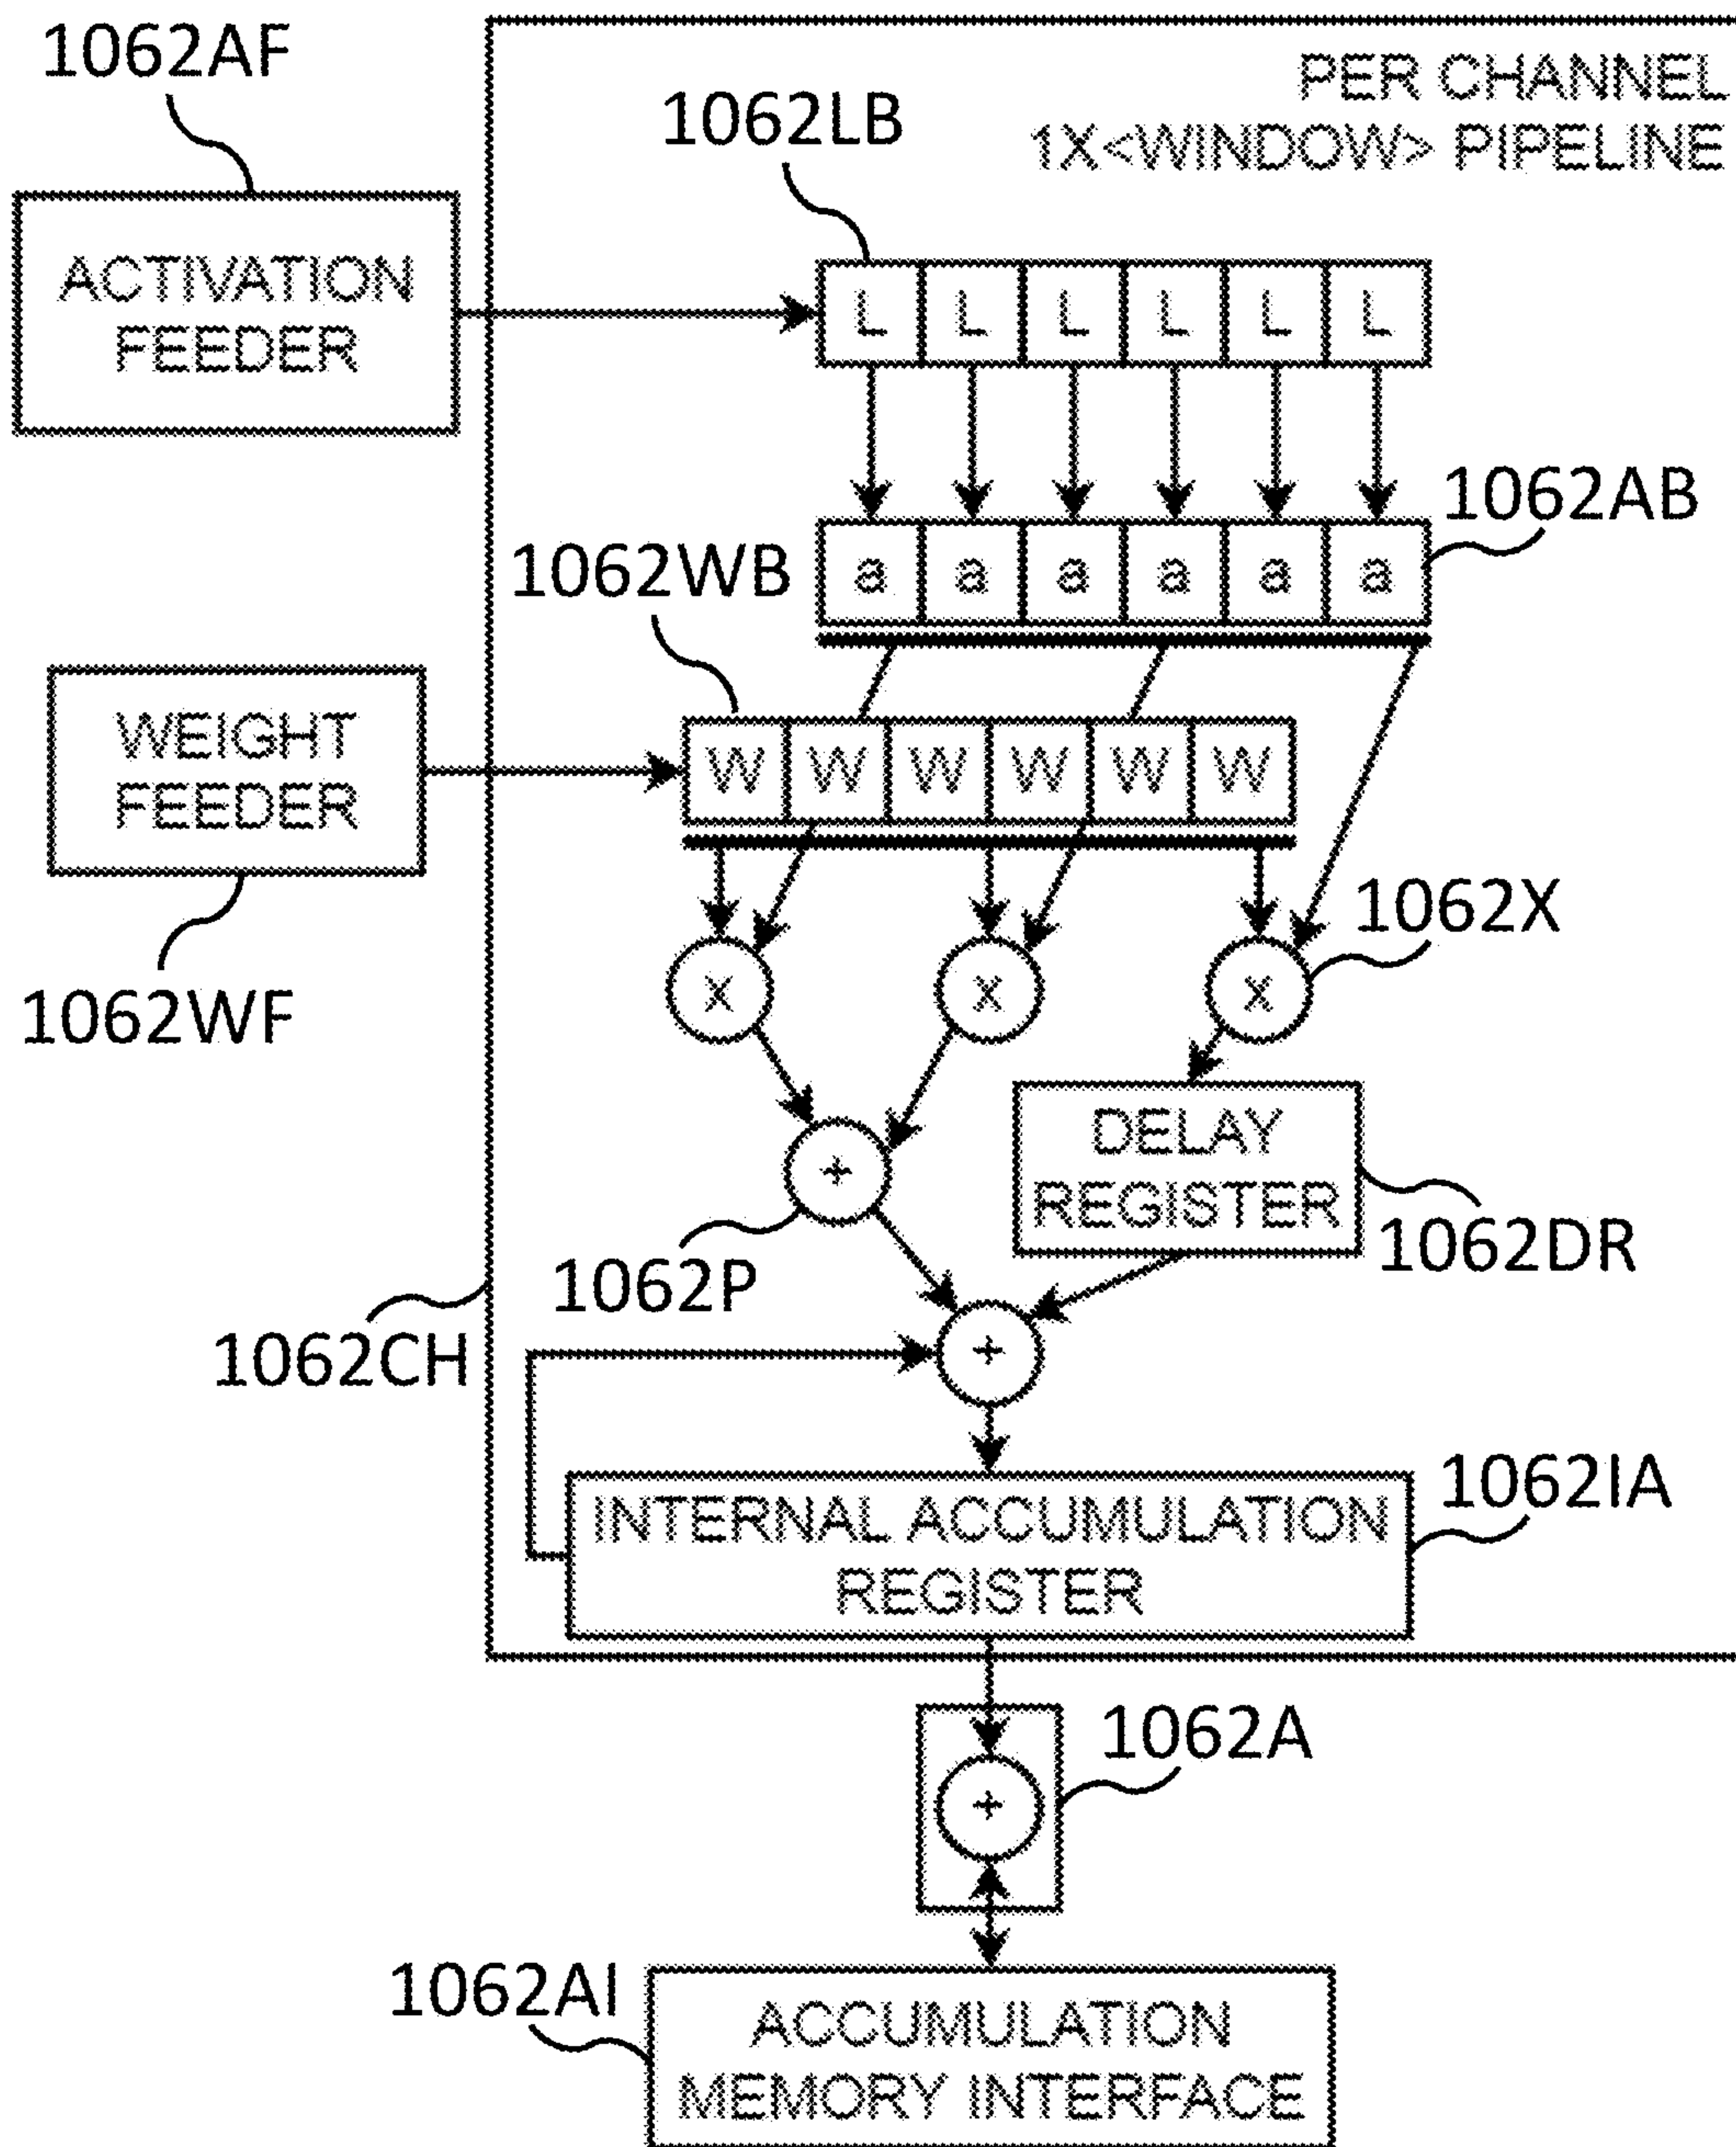 1062AF
PER CHANNEL
1X<WINDOW> PIPELINE
1062LB
ACTIVATION
FEEDER
L L L L L L
1062AB
1062WB
a a a a a a
WEIGHT
FEEDER
W W W W W W
1062X
1062WF
x x x
DELAY
REGISTER
+
1062DR
1062P
1062CH
+
1062IA
INTERNAL ACCUMULATION
REGISTER
1062A
+
1062AI
ACCUMULATION
MEMORY INTERFACE